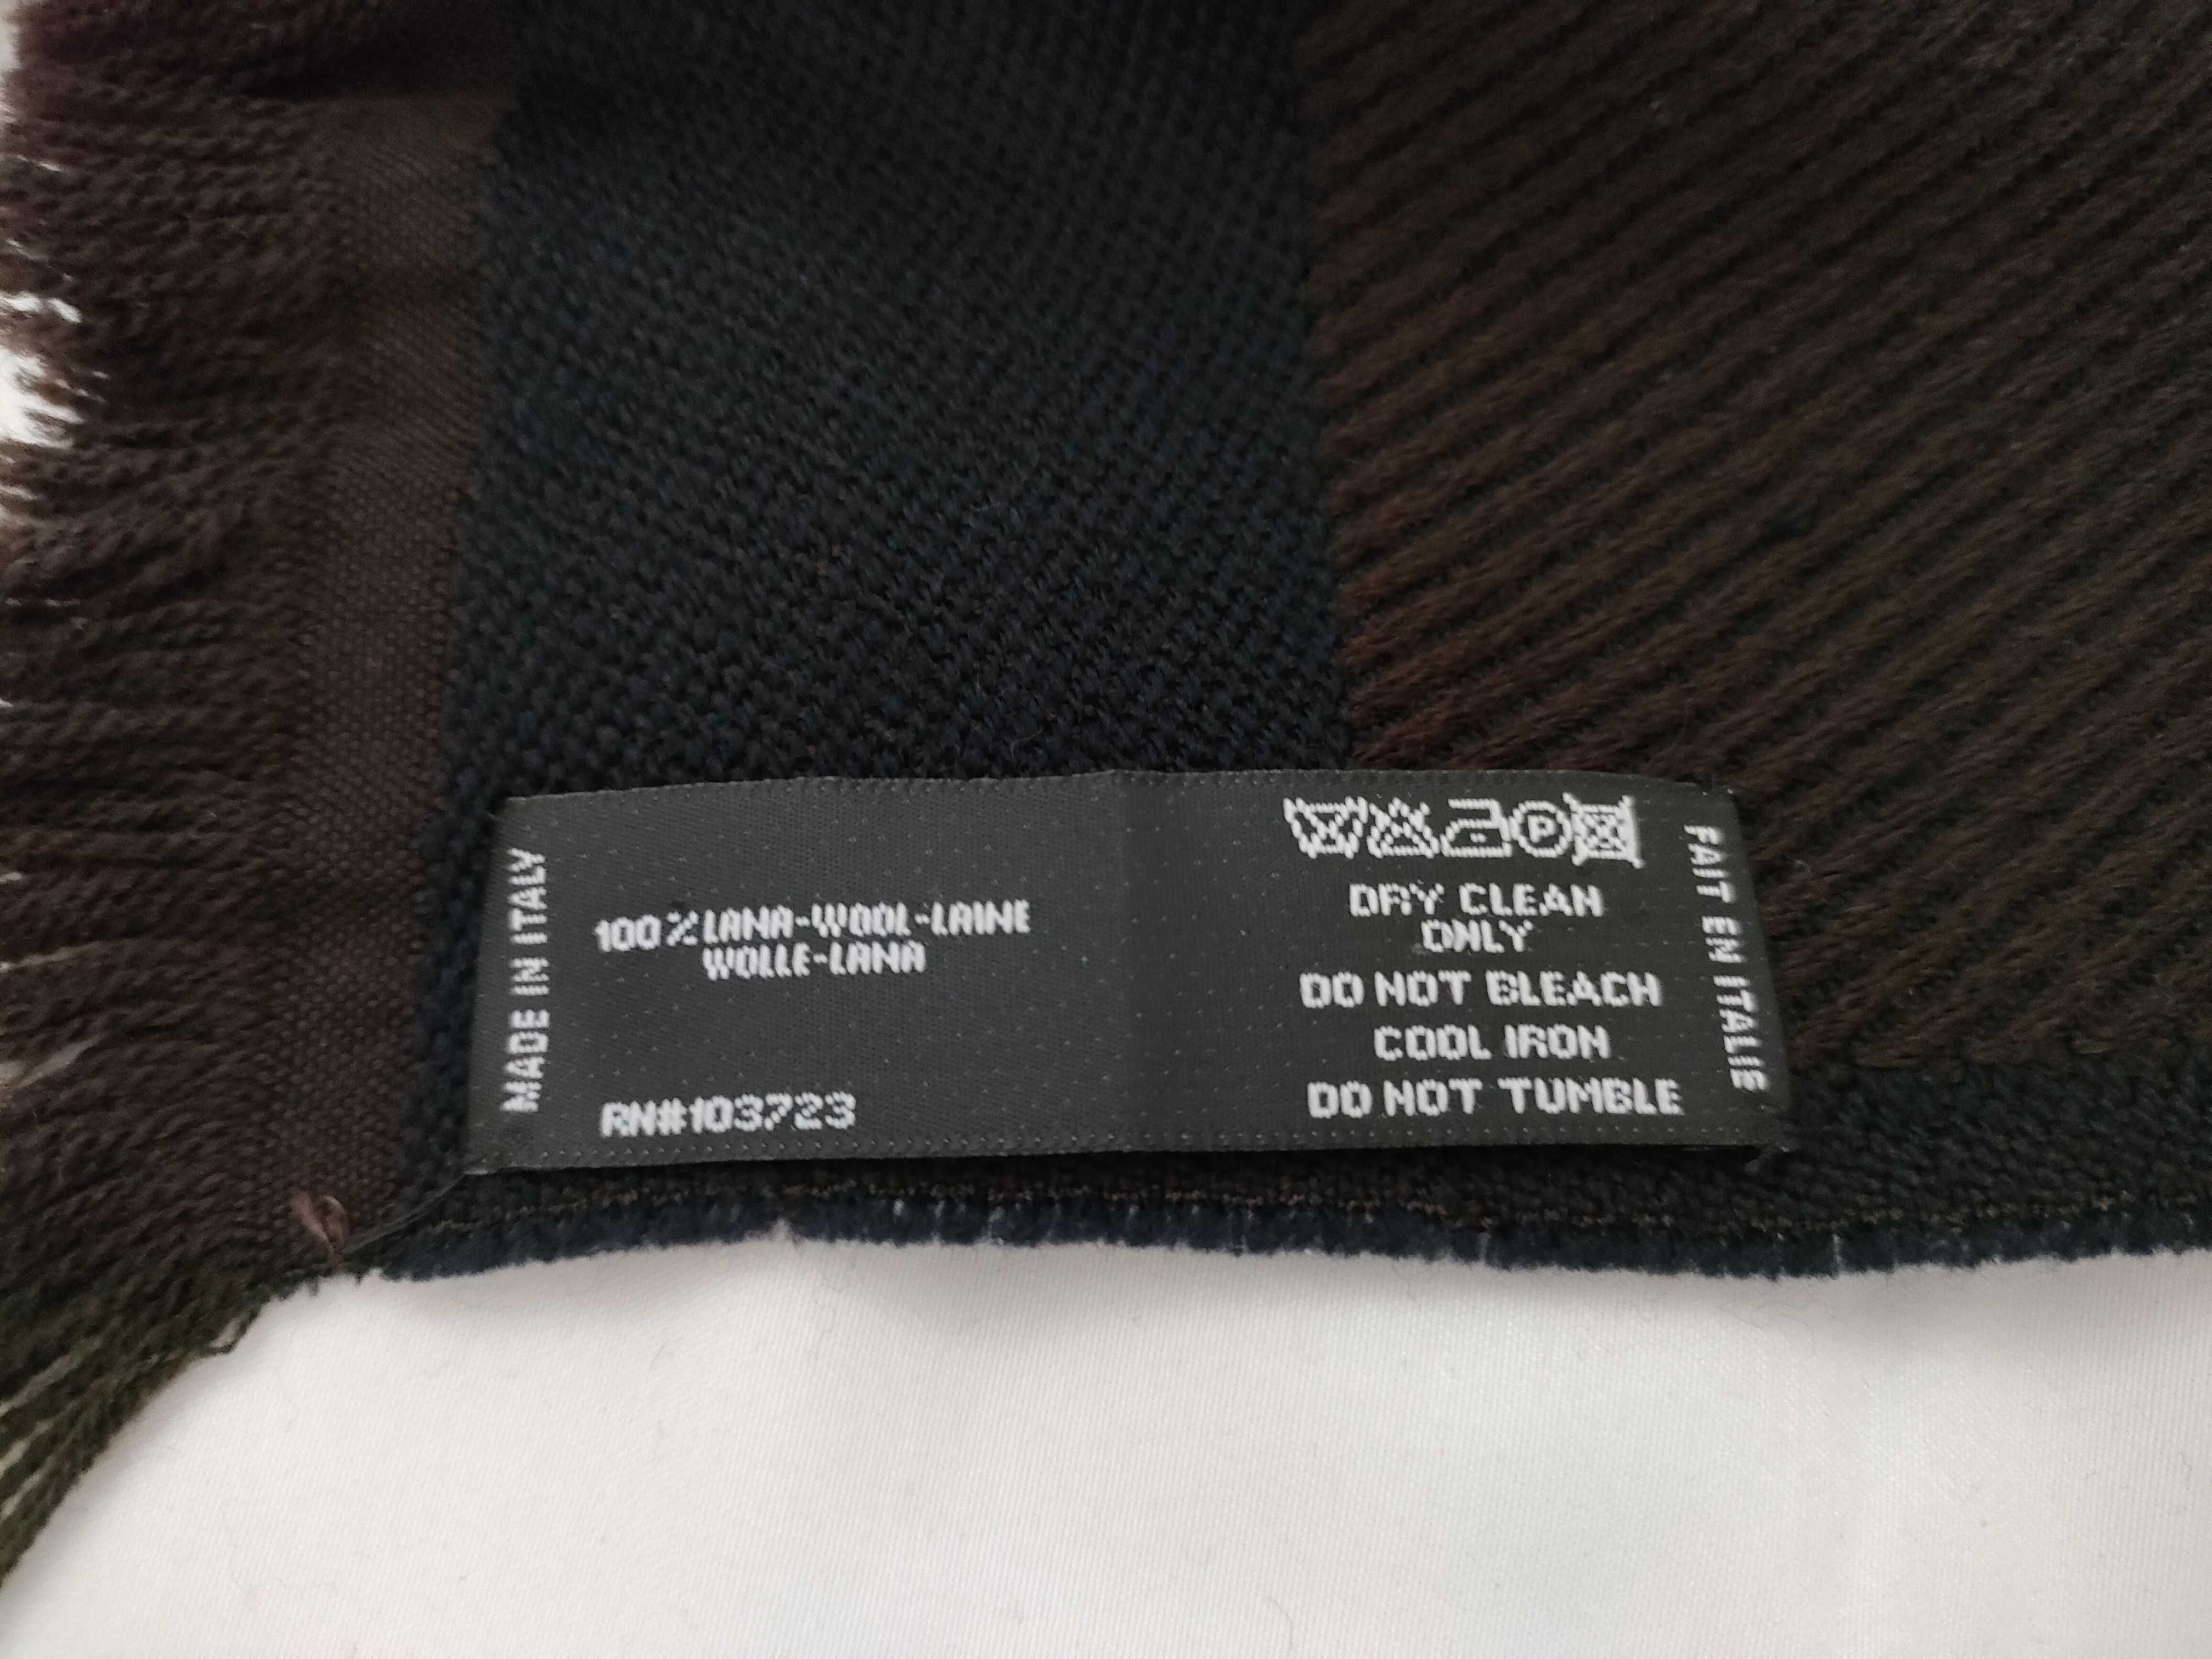 MADE IN ITALY
100% LANA-WOOL-LAINE
WOLLE-LANA
RN#103723
P
DRY CLEAN
ONLY
DO NOT BLEACH
COOL IRON
DO NOT TUMBLE
FAIT EN ITALIE